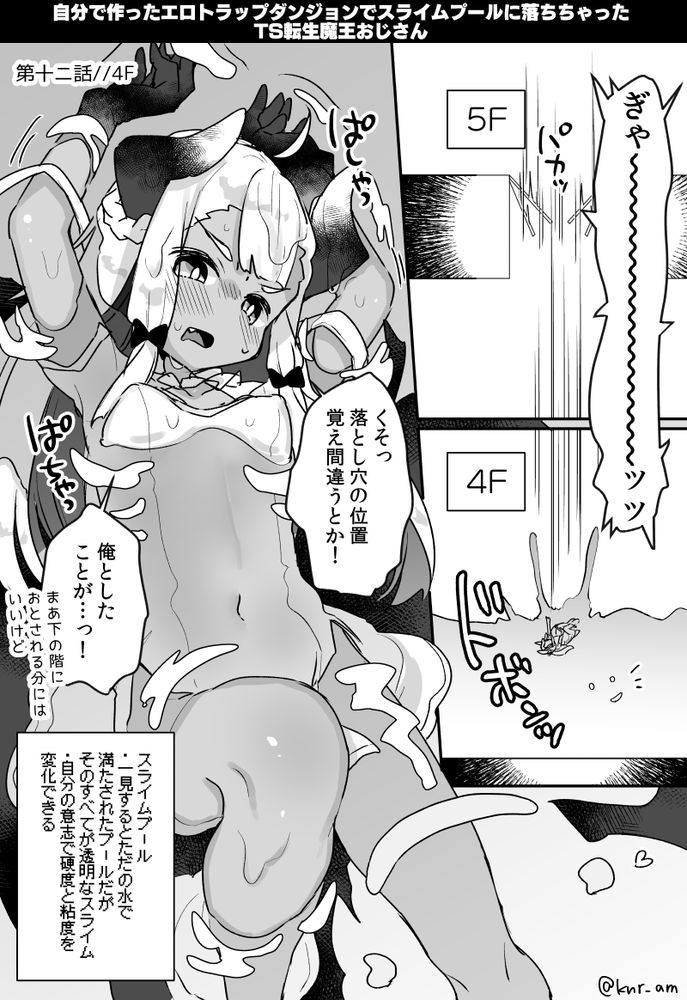 自分で作ったエロトラップダンジョンでスライムプールに落ちちゃった
TS転生魔王おじさん
第十二話//4F
5F
パカッ
ぎゃ〜〜〜〜〜〜〜〜ーッッ
4F
ドボンッ
ぱしゃっ
くそっ
落とし穴の位置
覚え間違うとか！
ぱちゃっ
俺とした
ことが…っ！
まあ下の階に
おとされる分には
いいけど
スライムプール
・一見するとただの水で
満たされたプールだが
そのすべてが透明なスライム
・自分の意志で硬度と粘度を
変化できる
@knr_am